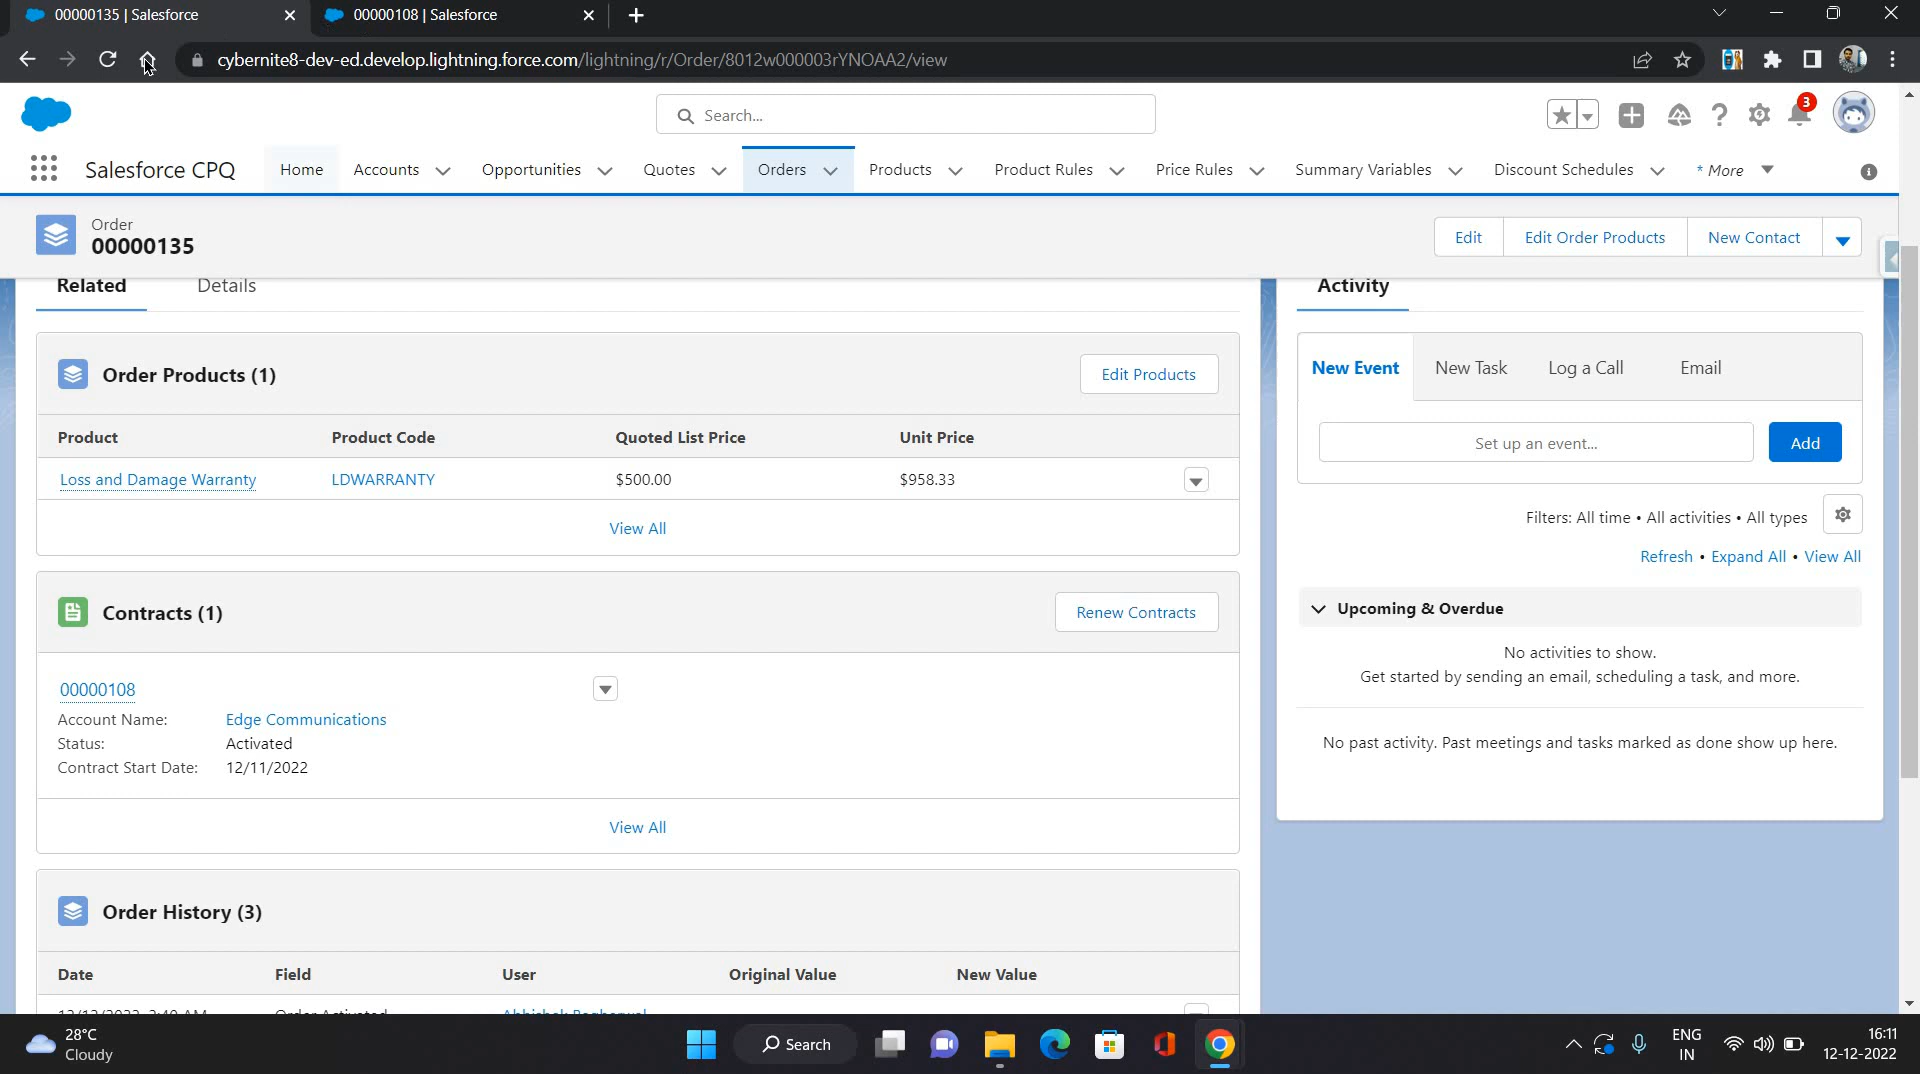 00000135 | Salesforce
00000108 | Salesforce
cybernite8-dev-ed.develop.lightning.force.com/lightning/r/Order/8012w000003rYNOAA2/view
Search...
3
Salesforce CPQ
Home
Accounts
Opportunities
Quotes
Orders
Products
Product Rules
Price Rules
Summary Variables
Discount Schedules
* More
Order
00000135
Edit
Edit Order Products
New Contact
Related
Details
Activity
Order Products (1)
Edit Products
Product
Product Code
Quoted List Price
Unit Price
Loss and Damage Warranty
LDWARRANTY
$500.00
$958.33
View All
Contracts (1)
Renew Contracts
00000108
Account Name:
Edge Communications
Status:
Activated
Contract Start Date:
12/11/2022
View All
Order History (3)
Date
Field
User
Original Value
New Value
New Event
New Task
Log a Call
Email
Set up an event...
Add
Filters: All time • All activities • All types
Refresh • Expand All • View All
Upcoming & Overdue
No activities to show.
Get started by sending an email, scheduling a task, and more.
No past activity. Past meetings and tasks marked as done show up here.
28°C
Cloudy
Search
ENG
IN
16:11
12-12-2022